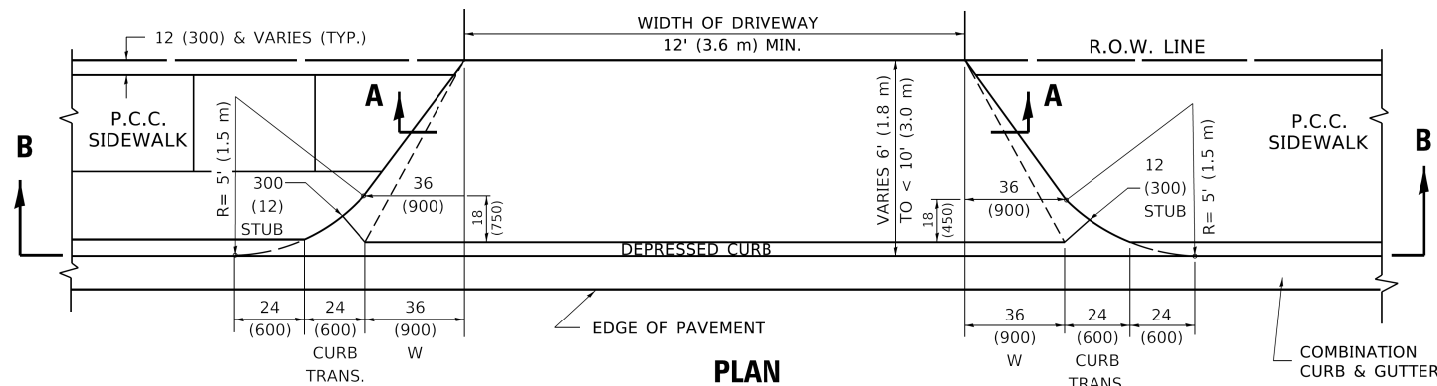 WIDTH OF DRIVEWAY
12' (3.6 m) MIN.
12 (300) & VARIES (TYP.)
R.O.W. LINE
A
A
P.C.C.
SIDEWALK
P.C.C.
SIDEWALK
B
B
R= 5' (1.5 m)
300
(12)
STUB
36
(900)
18
(750)
VARIES 6' (1.8 m)
TO < 10' (3.0 m)
36
(900)
18
(450)
12
(300)
STUB
R= 5' (1.5 m)
DEPRESSED CURB
24
(600)
24
(600)
CURB
TRANS.
36
(900)
W
EDGE OF PAVEMENT
36
(900)
W
24
(600)
CURB
TRANS.
24
(600)
COMBINATION
CURB & GUTTER
PLAN